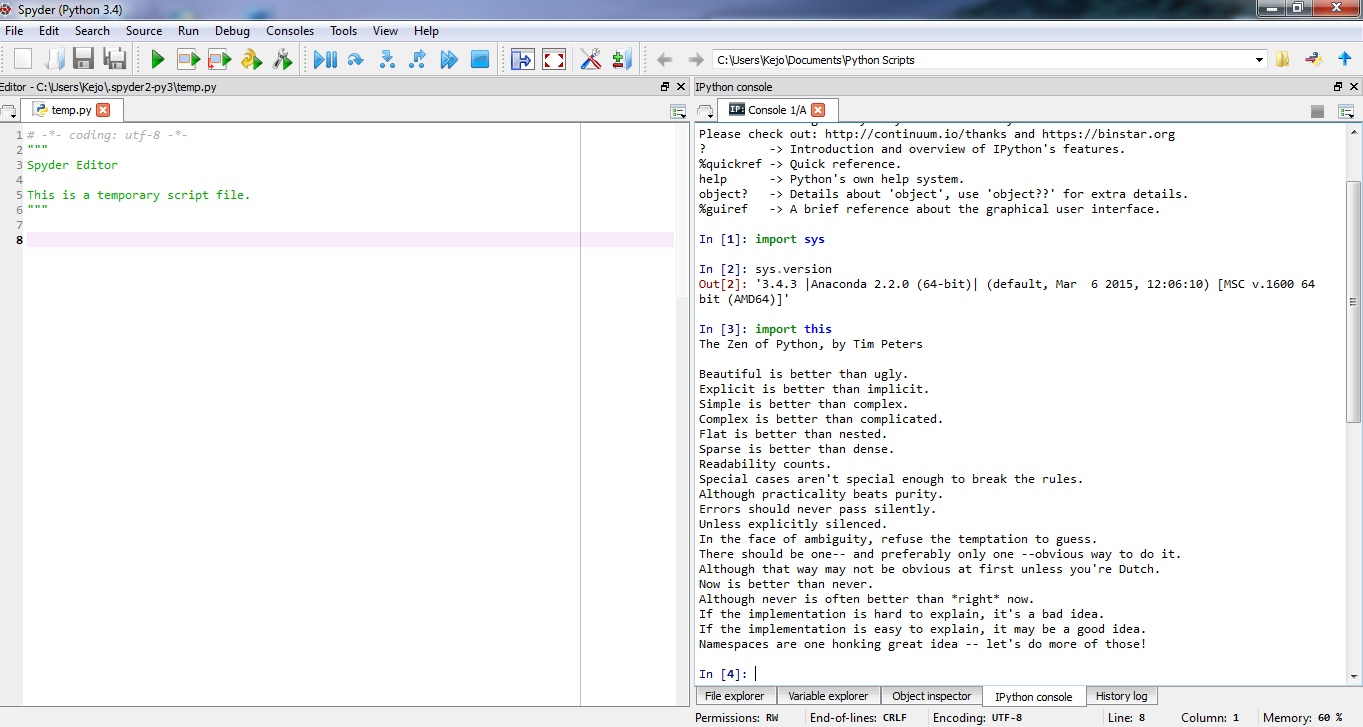 Spyder (Python 3.4)
File Edit Search Source Run Debug Consoles Tools View Help
C:\Users\Kejo\Documents\Python Scripts
Editor - C:\Users\Kejo\.spyder2-py3\temp.py
temp.py
1 # -*- coding: utf-8 -*-
2 """
3 Spyder Editor
4
5 This is a temporary script file.
6 """
7
8
IPython console
IP: Console 1/A
Please check out: http://continuum.io/thanks and https://binstar.org
?         -> Introduction and overview of IPython's features.
%quickref -> Quick reference.
help      -> Python's own help system.
object?   -> Details about 'object', use 'object??' for extra details.
%guiref   -> A brief reference about the graphical user interface.
In [1]: import sys
In [2]: sys.version
Out[2]: '3.4.3 |Anaconda 2.2.0 (64-bit)| (default, Mar  6 2015, 12:06:10) [MSC v.1600 64
bit (AMD64)]'
In [3]: import this
The Zen of Python, by Tim Peters
Beautiful is better than ugly.
Explicit is better than implicit.
Simple is better than complex.
Complex is better than complicated.
Flat is better than nested.
Sparse is better than dense.
Readability counts.
Special cases aren't special enough to break the rules.
Although practicality beats purity.
Errors should never pass silently.
Unless explicitly silenced.
In the face of ambiguity, refuse the temptation to guess.
There should be one-- and preferably only one --obvious way to do it.
Although that way may not be obvious at first unless you're Dutch.
Now is better than never.
Although never is often better than *right* now.
If the implementation is hard to explain, it's a bad idea.
If the implementation is easy to explain, it may be a good idea.
Namespaces are one honking great idea -- let's do more of those!
In [4]:
File explorer Variable explorer Object inspector IPython console History log
Permissions: RW End-of-lines: CRLF Encoding: UTF-8 Line: 8 Column: 1 Memory: 60 %